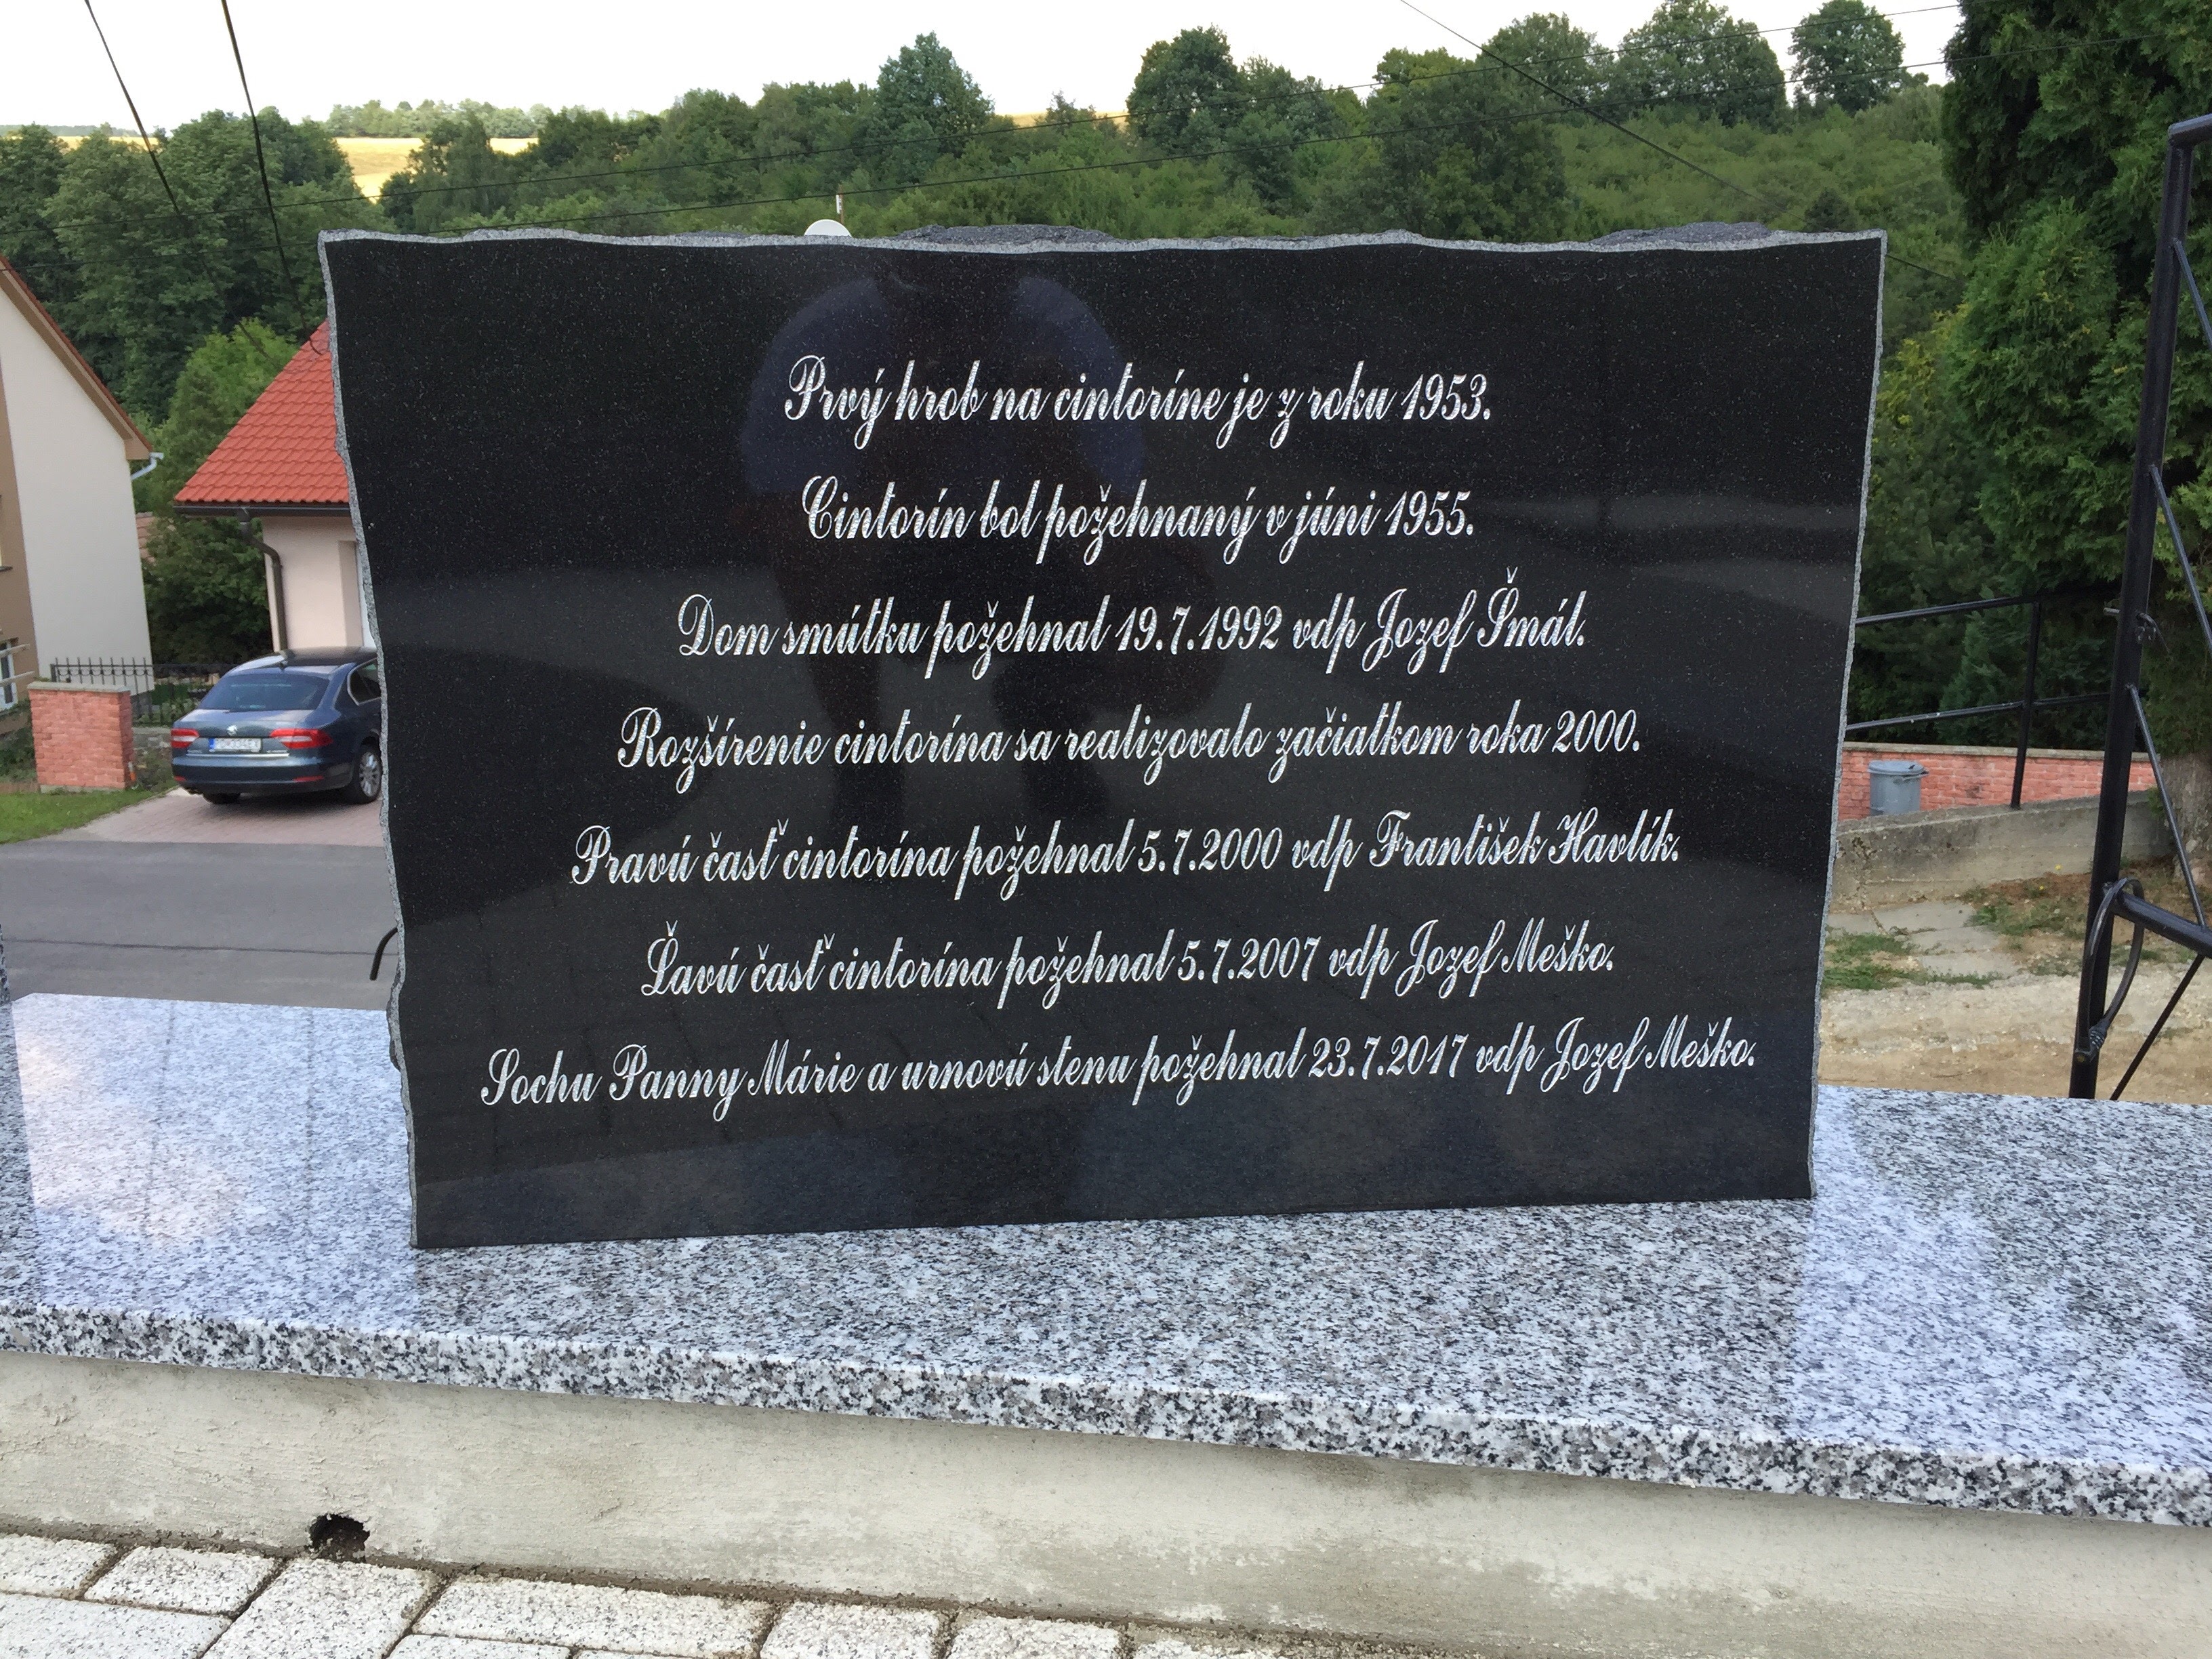 Prvý hrob na cintoríne je z roku 1953.
Cintorín bol požehnaný v júni 1955.
Dom smútku požehnal 19.7.1992 vdp Jozef Šmál.
Rozšírenie cintorína sa realizovalo začiatkom roka 2000.
Pravú časť cintorína požehnal 5.7.2000 vdp František Havlík.
Ľavú časť cintorína požehnal 5.7.2007 vdp Jozef Meško.
Sochu Panny Márie a urnovú stenu požehnal 23.7.2017 vdp Jozef Meško.